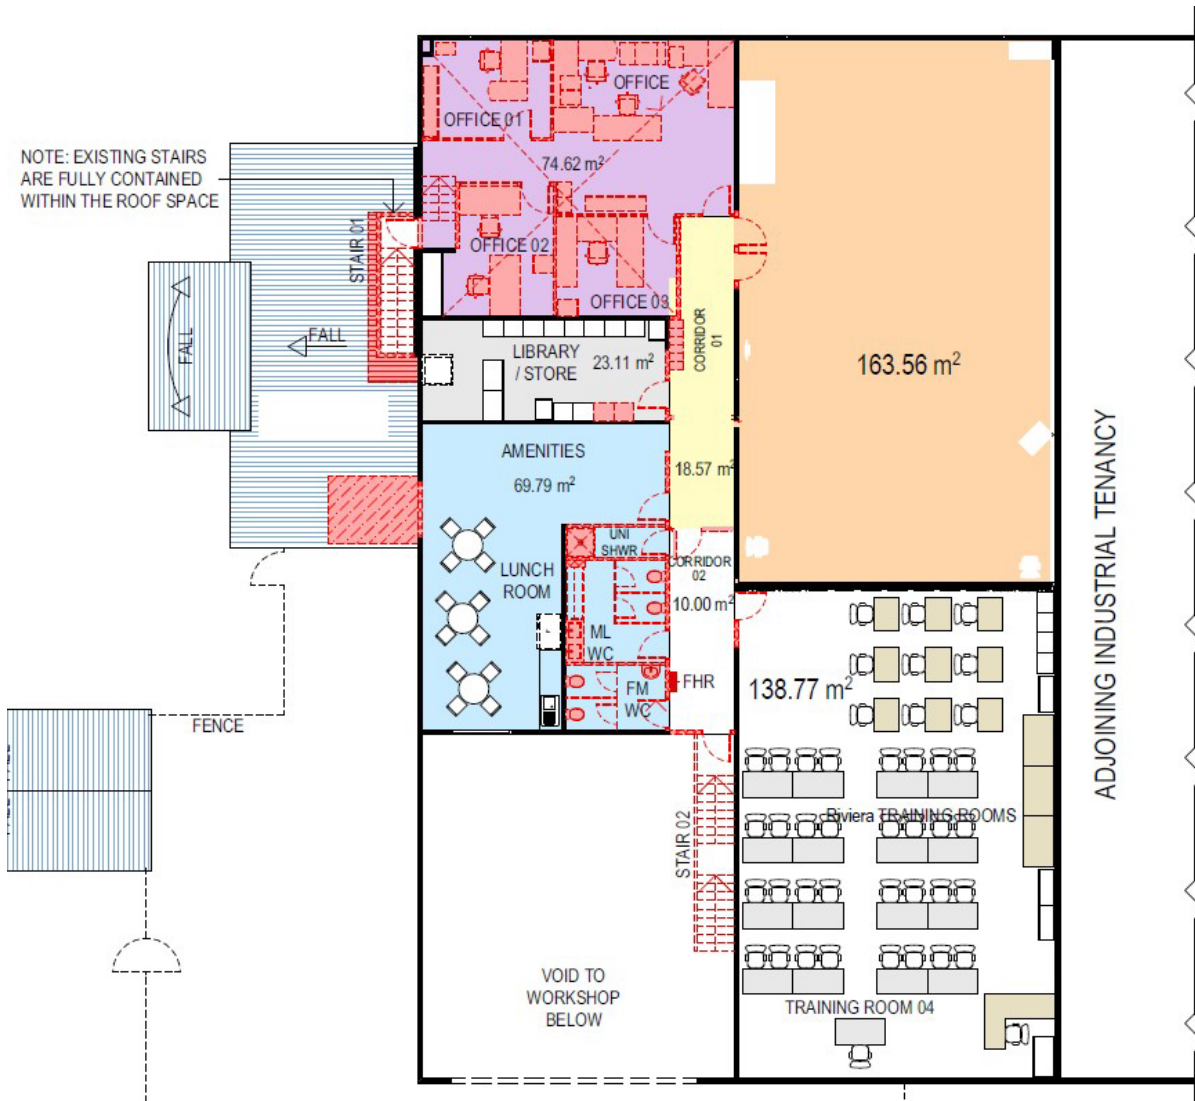 OFFICE
OFFICE 01
NOTE: EXISTING STAIRS
ARE FULLY CONTAINED
WITHIN THE ROOF SPACE
74.62 m²
STAIR 01
OFFICE 02
OFFICE 03
FALL
FALL
LIBRARY
/ STORE
23.11 m²
CORRIDOR
01
163.56 m²
ADJOINING INDUSTRIAL TENANCY
AMENITIES
69.79 m²
18.57 m²
UNI
SHWR
LUNCH
ROOM
CORRIDOR
02
10.00 m²
ML
WC
FM
WC
FHR
138.77 m²
FENCE
Riviera TRAINING ROOMS
STAIR 02
VOID TO
WORKSHOP
BELOW
TRAINING ROOM 04